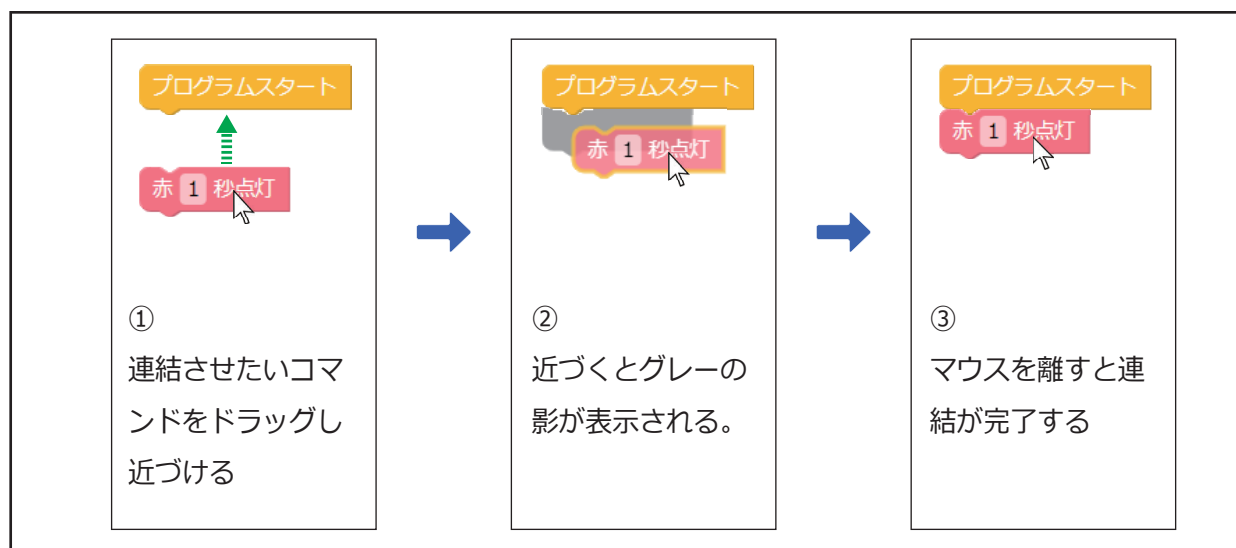 プログラムスタート
赤 1 秒点灯
①
連結させたいコマ
ンドをドラッグし
近づける
プログラムスタート
赤 1 秒点灯
②
近づくとグレーの
影が表示される。
プログラムスタート
赤 1 秒点灯
③
マウスを離すと連
結が完了する